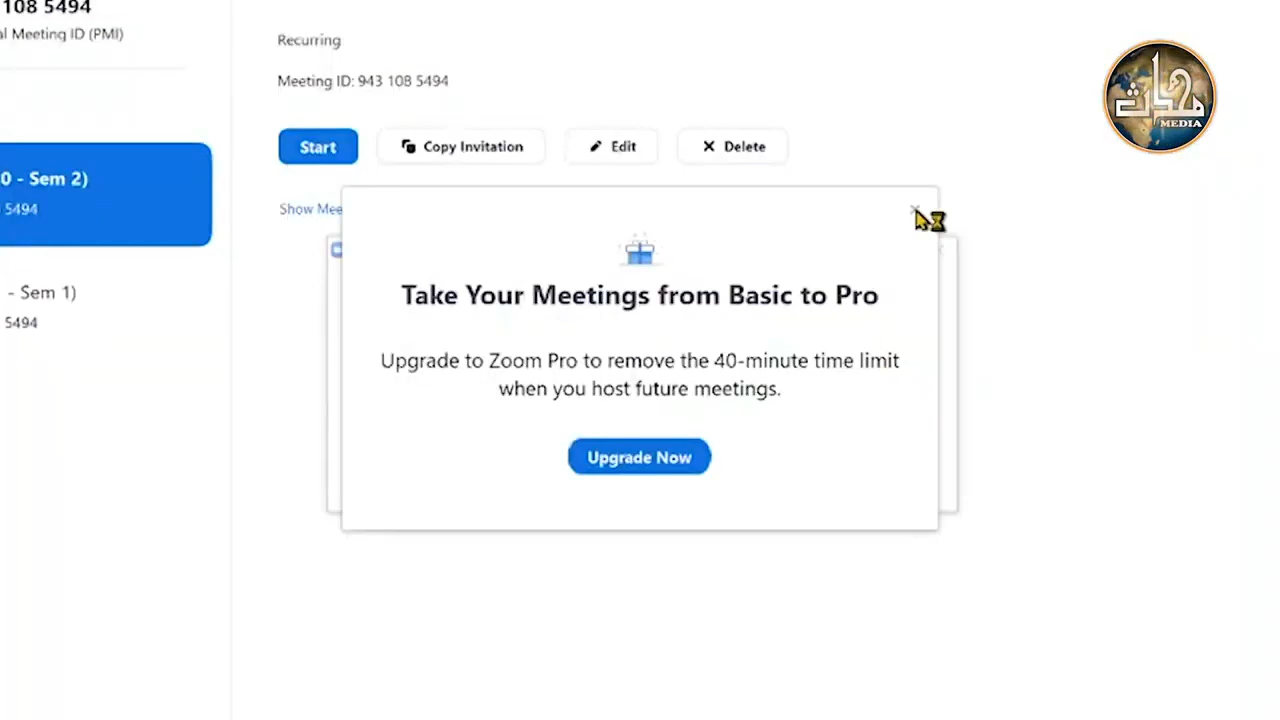 108 5494
al Meeting ID (PMI)
0 - Sem 2)
5494
- Sem 1)
5494
Recurring
Meeting ID: 943 108 5494
Start
Copy Invitation
Edit
Delete
Show Mee
Take Your Meetings from Basic to Pro
Upgrade to Zoom Pro to remove the 40-minute time limit
when you host future meetings.
Upgrade Now
MEDIA